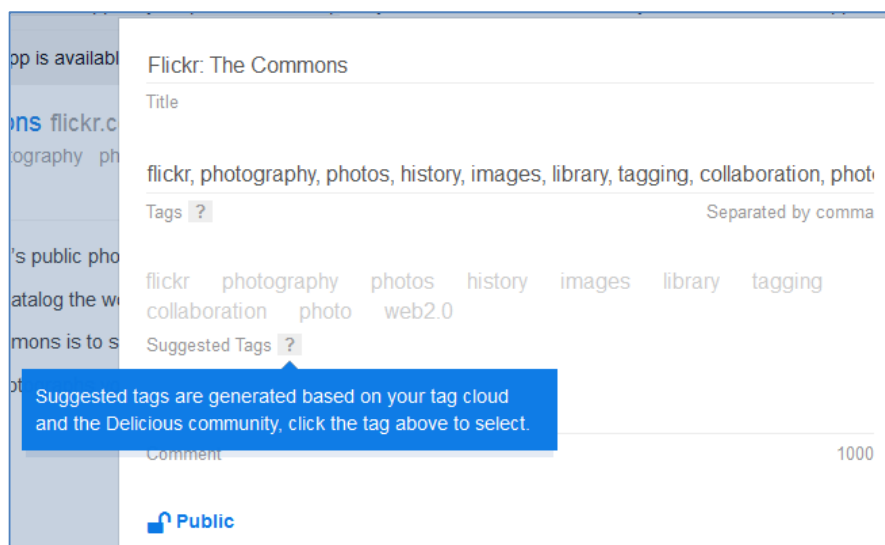 pp is availabl
ons flickr.c
tography ph
's public pho
atalog the w
mons is to s
Flickr: The Commons
Title
flickr, photography, photos, history, images, library, tagging, collaboration, phot
Tags ?
Separated by comma
flickr photography photos history images library tagging
collaboration photo web2.0
Suggested Tags ?
Suggested tags are generated based on your tag cloud
and the Delicious community, click the tag above to select.
Comment
1000
Public